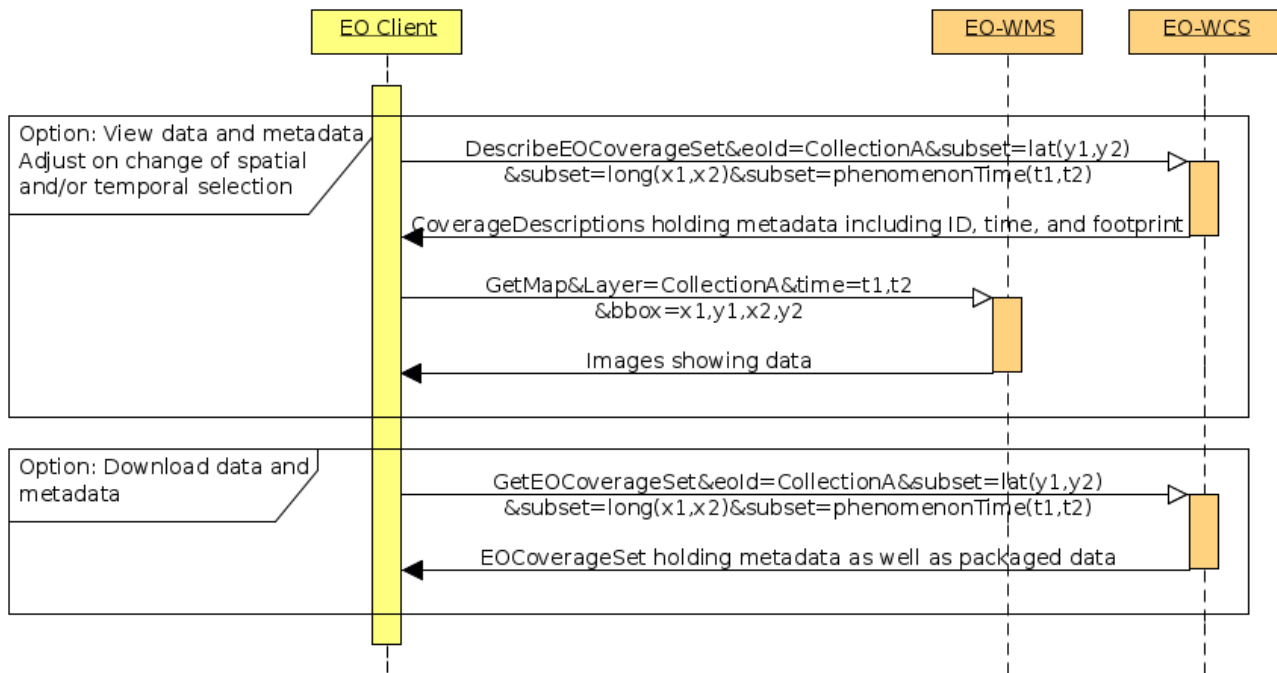 EO Client
EO-WMS
EO-WCS
Option: View data and metadata
Adjust on change of spatial
and/or temporal selection
DescribeEOCoverageSet&eoId=CollectionA&subset=lat(y1,y2)
&subset=long(x1,x2)&subset=phenomenonTime(t1,t2)
CoverageDescriptions holding metadata including ID, time, and footprint
GetMap&Layer=CollectionA&time=t1,t2
&bbox=x1,y1,x2,y2
Images showing data
Option: Download data and
metadata
GetEOCoverageSet&eoId=CollectionA&subset=lat(y1,y2)
&subset=long(x1,x2)&subset=phenomenonTime(t1,t2)
EOCoverageSet holding metadata as well as packaged data